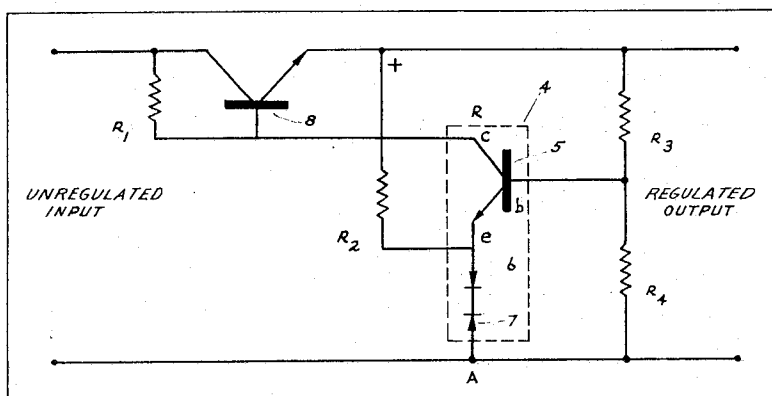 +
R
4
c
5
R1
8
R3
UNREGULATED
INPUT
b
REGULATED
OUTPUT
R2
e
6
R4
7
A